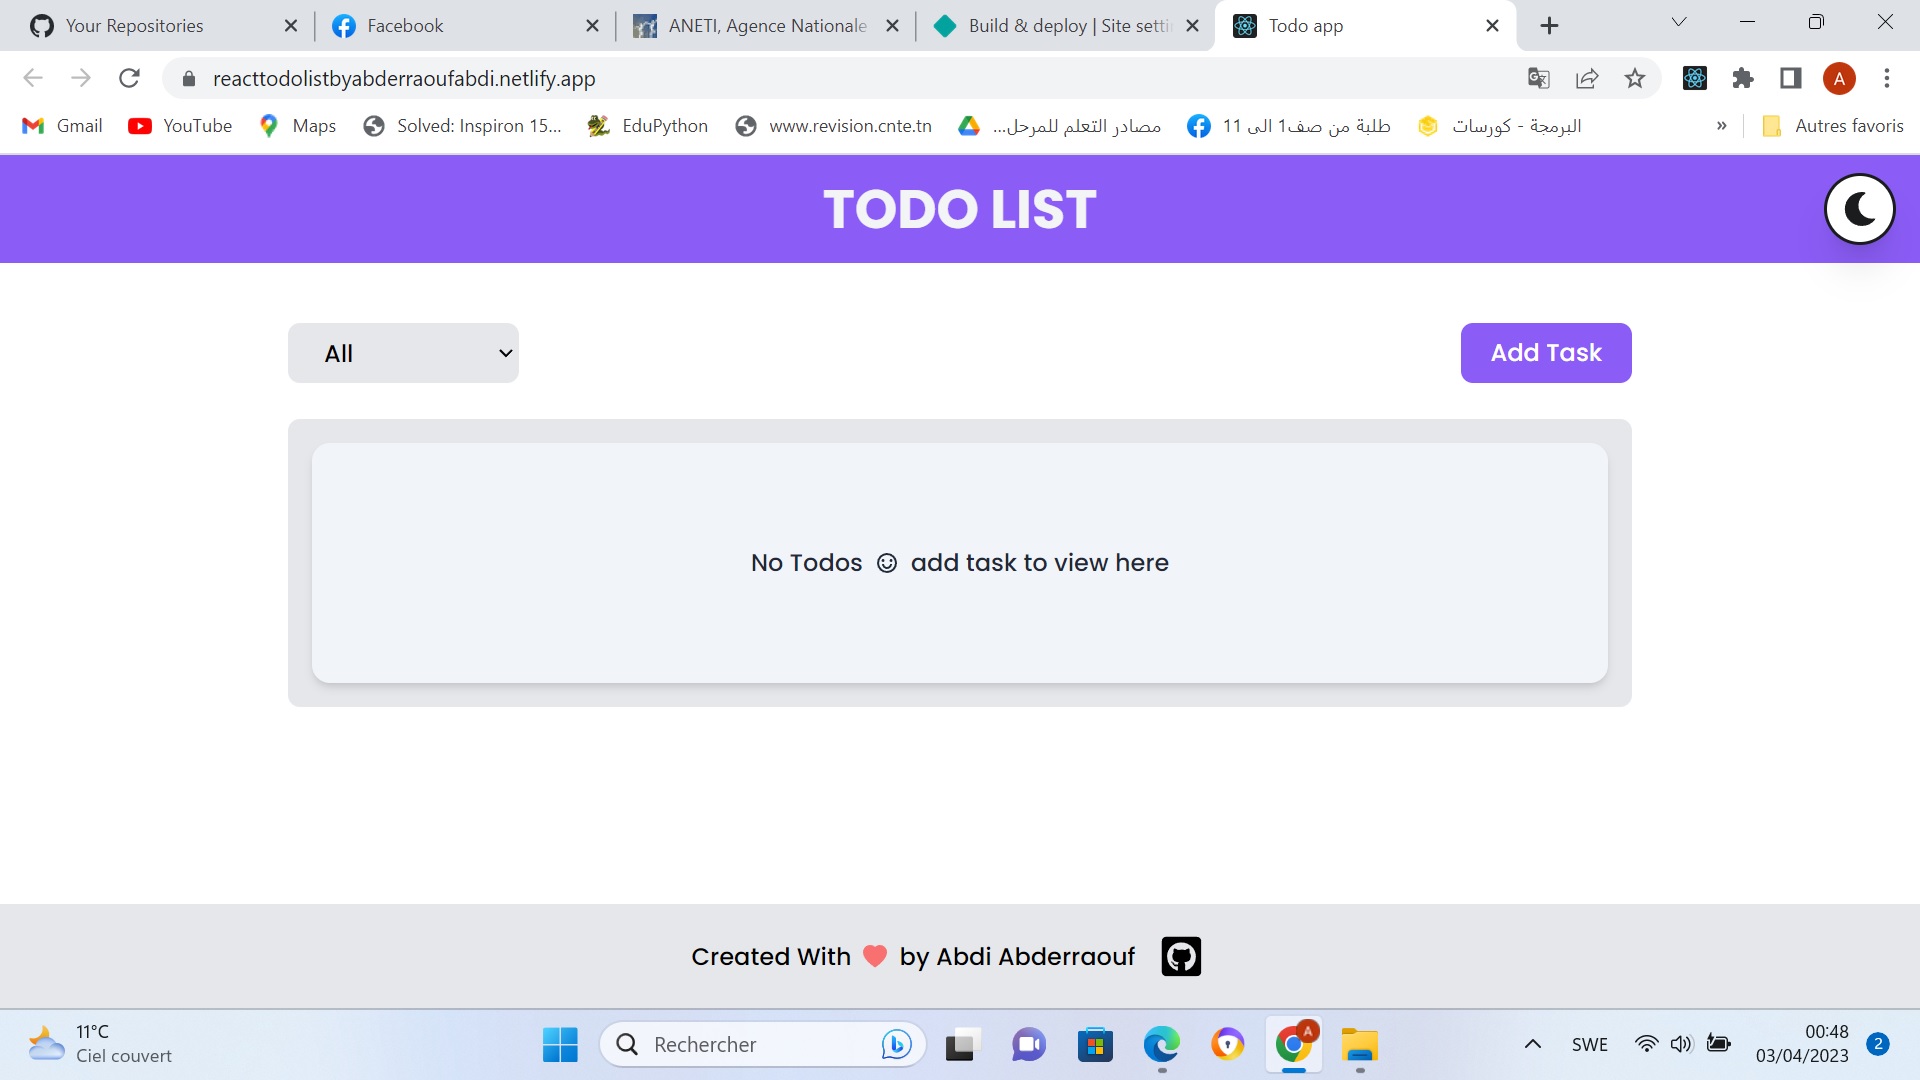 Your Repositories
Facebook
ANETI, Agence Nationale
Build & deploy | Site setti
Todo app
reacttodolistbyabderraoufabdi.netlify.app
A
Gmail
YouTube
Maps
Solved: Inspiron 15...
EduPython
www.revision.cnte.tn
مصادر التعلم للمرحل...
طلبة من صف1 الى 11
البرمجة - كورسات
»
Autres favoris
TODO LIST
All
Add Task
No Todos ☺ add task to view here
Created With ♥ by Abdi Abderraouf
11°C
Ciel couvert
Rechercher
A
SWE
00:48
03/04/2023
2